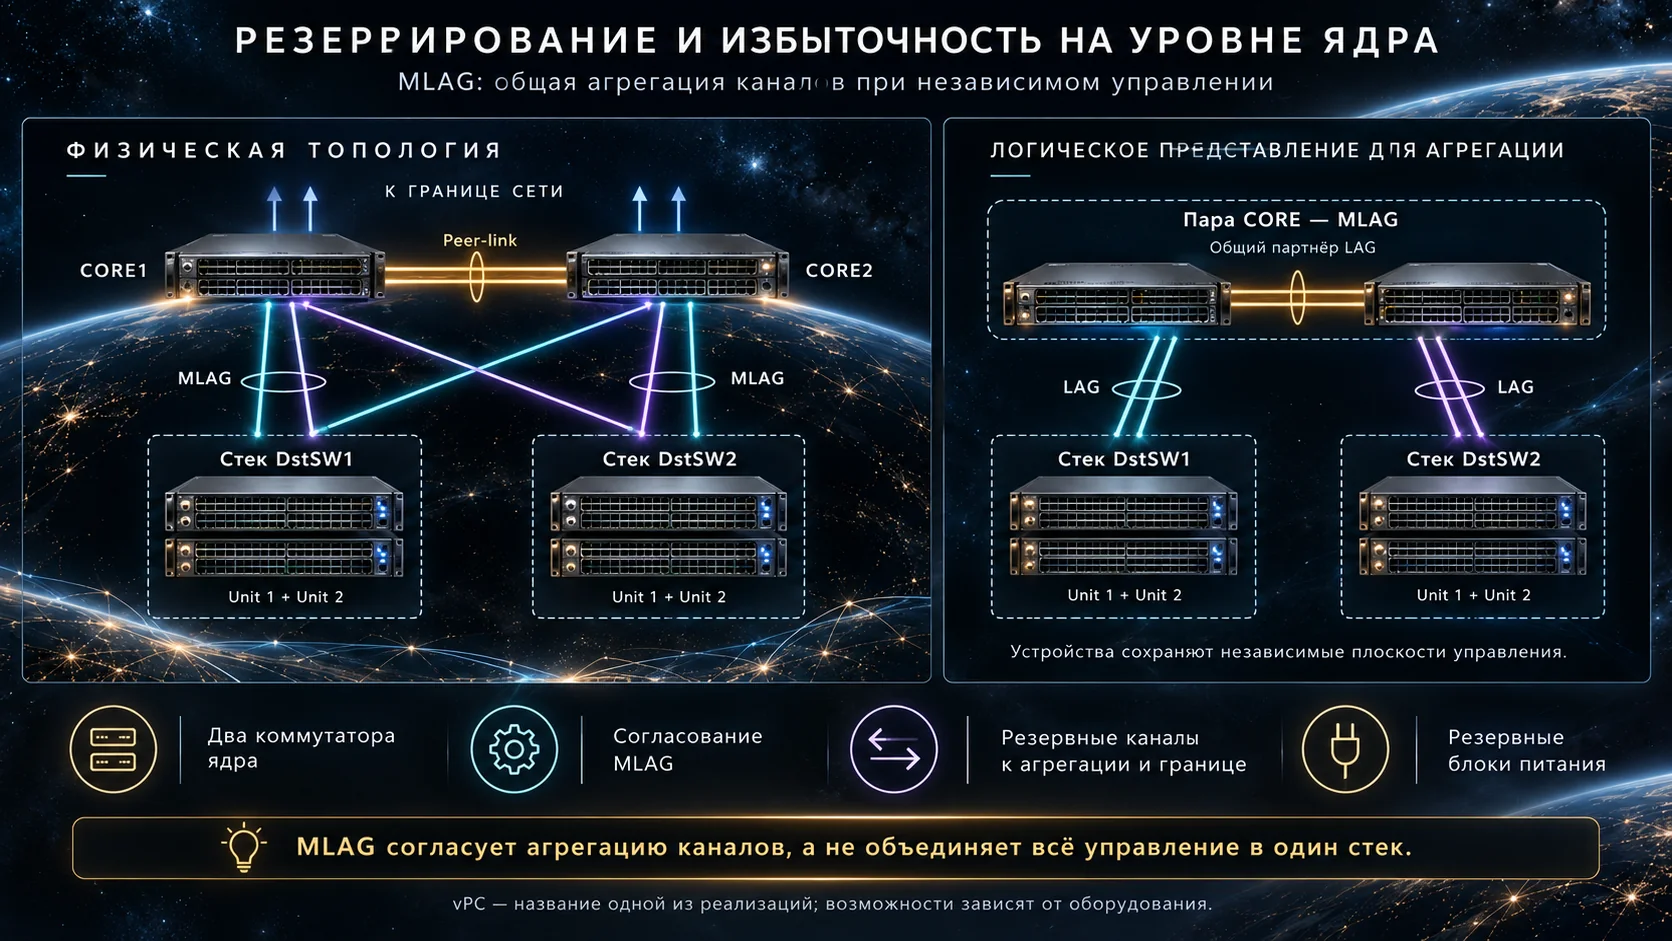 РЕЗЕРРИРОВАНИЕ И ИЗБЫТОЧНОСТЬ НА УРОВНЕ ЯДРА
MLAG: общая агрегация каналов при независимом управлении
ФИЗИЧЕСКАЯ ТОПОЛОГИЯ
К ГРАНИЦЕ СЕТИ
Peer-link
CORE1
CORE2
MLAG
MLAG
Стек DstSW1
Стек DstSW2
Unit 1 + Unit 2
Unit 1 + Unit 2
ЛОГИЧЕСКОЕ ПРЕДСТАВЛЕНИЕ ДЛЯ АГРЕГАЦИИ
Пара CORE — MLAG
Общий партнёр LAG
LAG
LAG
Стек DstSW1
Стек DstSW2
Unit 1 + Unit 2
Unit 1 + Unit 2
Устройства сохраняют независимые плоскости управления.
Два коммутатора
ядра
Согласование
MLAG
Резервные каналы
к агрегации и границе
Резервные
блоки питания
MLAG согласует агрегацию каналов, а не объединяет всё управление в один стек.
vPC — название одной из реализаций; возможности зависят от оборудования.